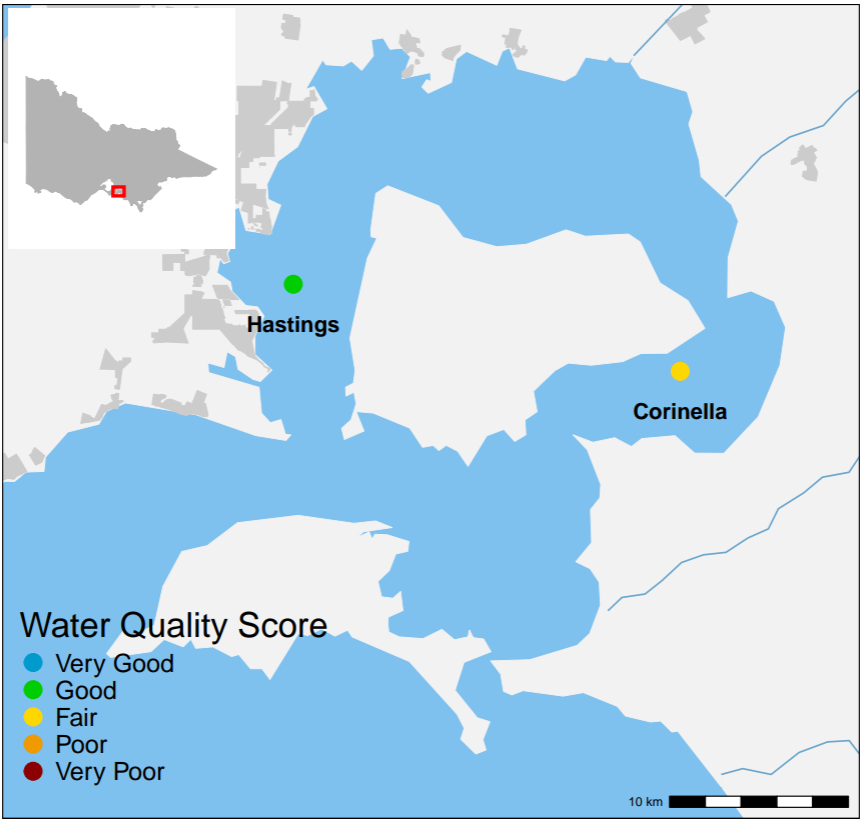 Hastings
Corinella
Water Quality Score
Very Good
Good
Fair
Poor
Very Poor
10 km